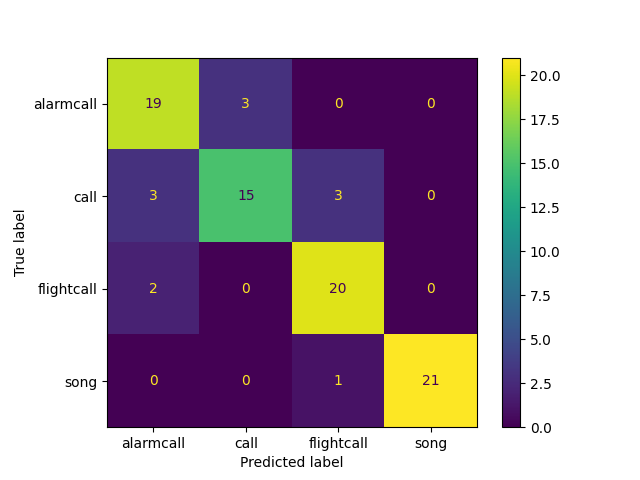 alarmcall 19 3 0 0
call 3 15 3 0
flightcall 2 0 20 0
song 0 0 1 21
alarmcall call flightcall song
Predicted label
True label
20.0
17.5
15.0
12.5
10.0
7.5
5.0
2.5
0.0